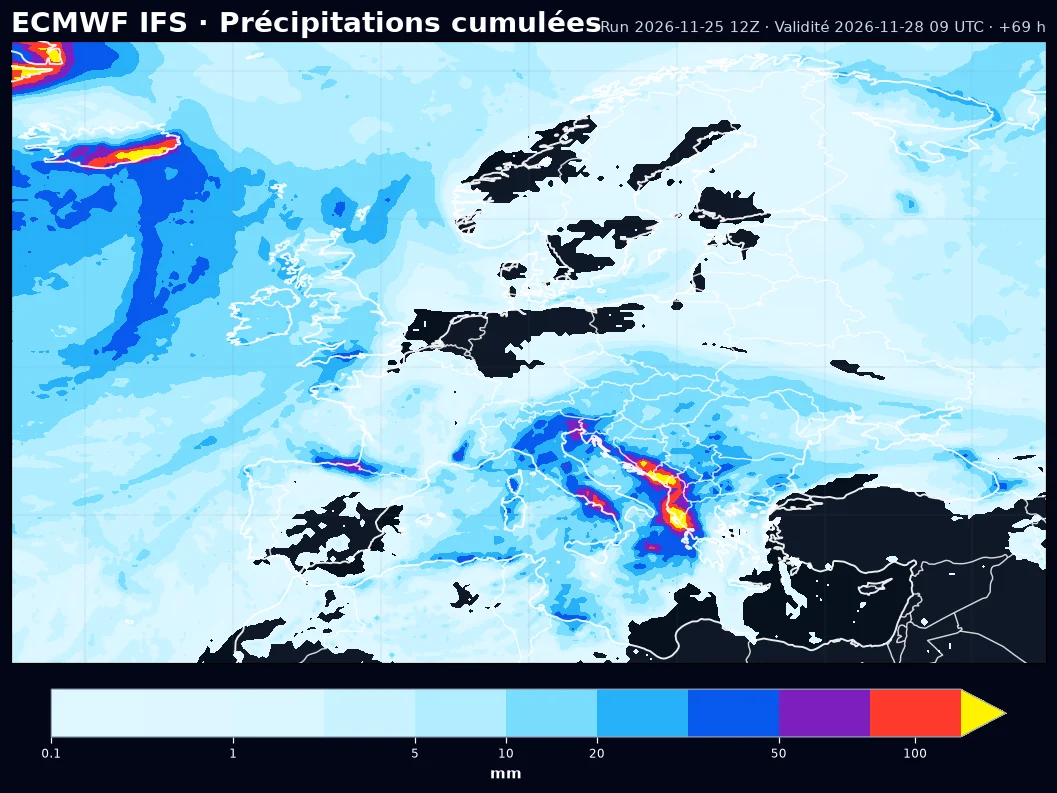 ECMWF IFS · Précipitations cumulées
Run 2026-11-25 12Z · Validité 2026-11-28 09 UTC · +69 h
0.1 1 5 10 20 50 100
mm